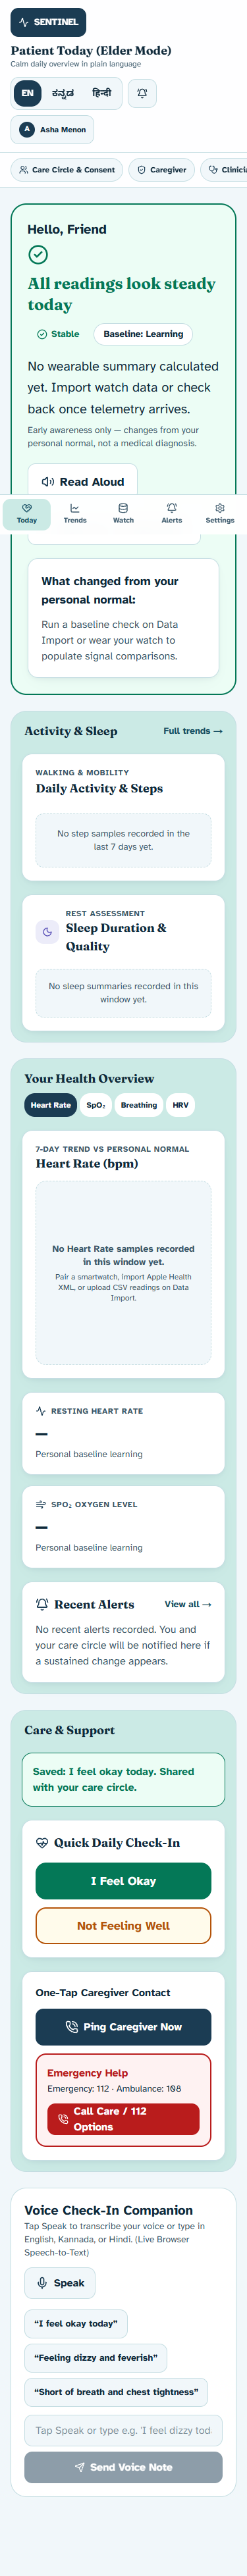 SENTINEL
Patient Today (Elder Mode)
Calm daily overview in plain language
EN ಕನ್ನಡ हिन्दी
A Asha Menon
Care Circle & Consent Caregiver Clinicia
Hello, Friend
All readings look steady
today
Stable Baseline: Learning
No wearable summary calculated
yet. Import watch data or check
back once telemetry arrives.
Early awareness only — changes from your
personal normal, not a medical diagnosis.
Read Aloud
Today Trends Watch Alerts Settings
What changed from your
personal normal:
Run a baseline check on Data
Import or wear your watch to
populate signal comparisons.
Activity & Sleep Full trends →
WALKING & MOBILITY
Daily Activity & Steps
No step samples recorded in the
last 7 days yet.
REST ASSESSMENT
Sleep Duration &
Quality
No sleep summaries recorded in this
window yet.
Your Health Overview
Heart Rate SpO₂ Breathing HRV
7-DAY TREND VS PERSONAL NORMAL
Heart Rate (bpm)
No Heart Rate samples recorded
in this window yet.
Pair a smartwatch, import Apple Health
XML, or upload CSV readings on Data
Import.
RESTING HEART RATE
—
Personal baseline learning
SPO₂ OXYGEN LEVEL
—
Personal baseline learning
Recent Alerts View all →
No recent alerts recorded. You and
your care circle will be notified here if
a sustained change appears.
Care & Support
Saved: I feel okay today. Shared
with your care circle.
Quick Daily Check-In
I Feel Okay
Not Feeling Well
One-Tap Caregiver Contact
Ping Caregiver Now
Emergency Help
Emergency: 112 · Ambulance: 108
Call Care / 112
Options
Voice Check-In Companion
Tap Speak to transcribe your voice or type in
English, Kannada, or Hindi. (Live Browser
Speech-to-Text)
Speak
“I feel okay today”
“Feeling dizzy and feverish”
“Short of breath and chest tightness”
Tap Speak or type e.g. 'I feel dizzy tod
Send Voice Note